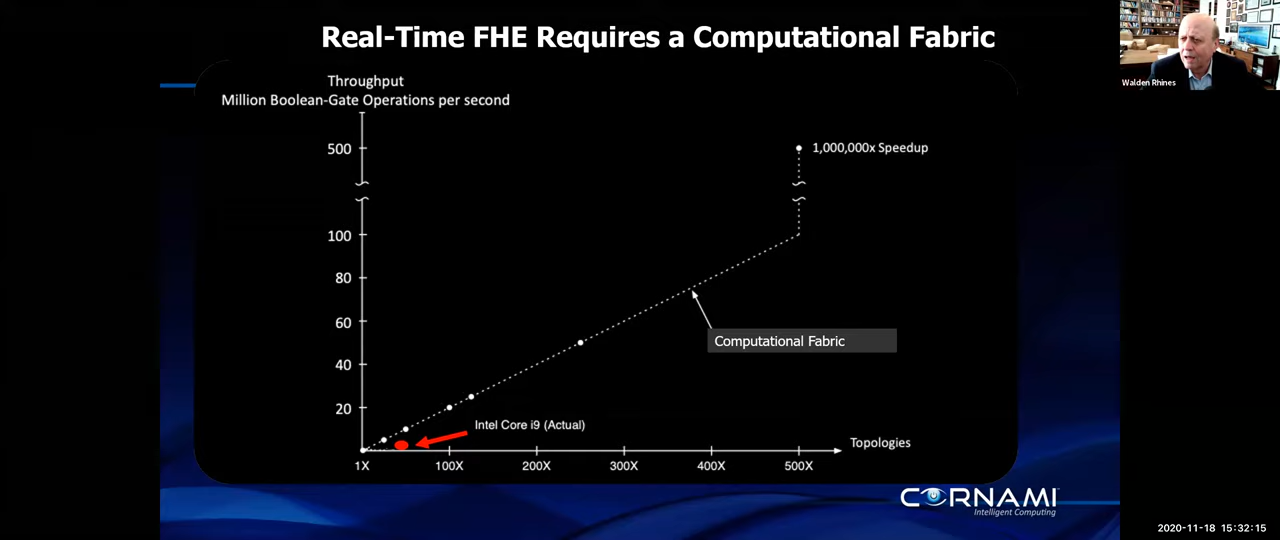 Real-Time FHE Requires a Computational Fabric
Walden Rhines
Throughput
Million Boolean-Gate Operations per second
500
1,000,000x Speedup
100
80
60
Computational Fabric
40
20
Intel Core i9 (Actual)
Topologies
1X 100X 200X 300X 400X 500X
CORNAMI
Intelligent Computing
2020-11-18 15:32:15